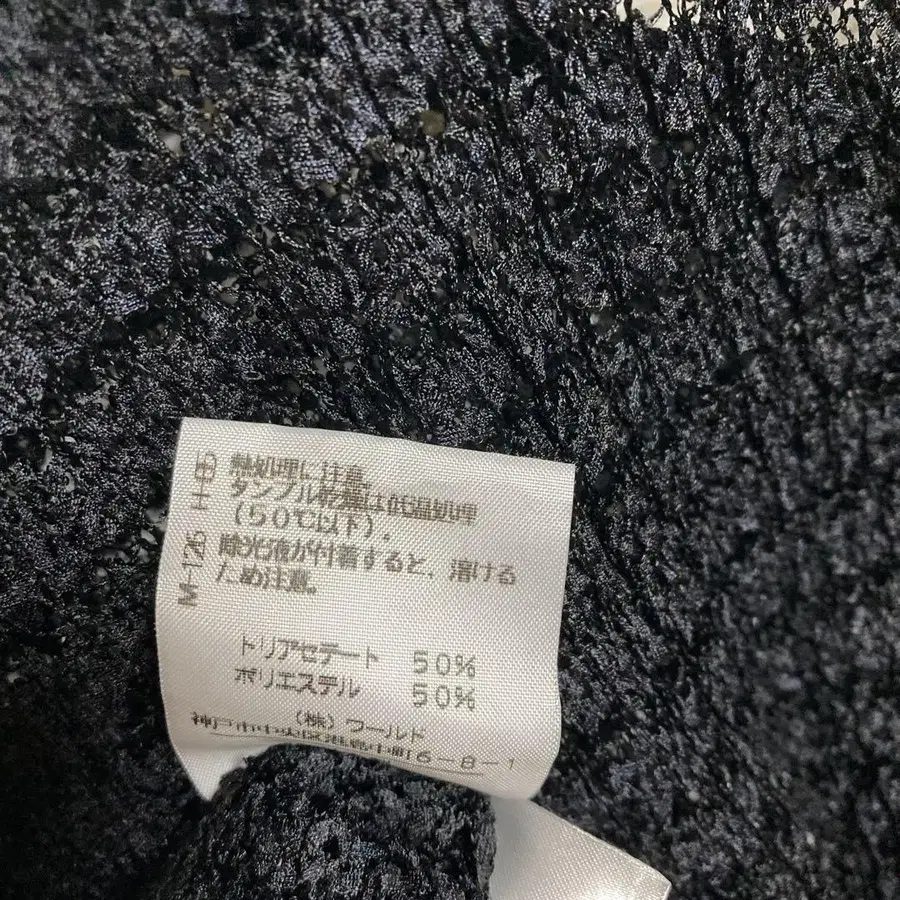 熱処理に注意。
タンブル乾燥は低温処理
(50℃以下)。
除光液が付着すると、溶ける
ため注意。
トリアセテート 50%
ポリエステル 50%
(株)ワールド
神戸市中央区港島中町6-8-1
M-126